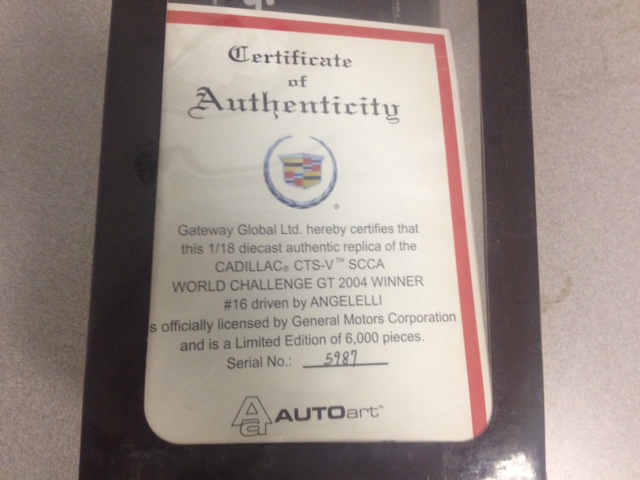 Certificate
of
Authenticity
®
Gateway Global Ltd. hereby certifies that
this 1/18 diecast authentic replica of the
CADILLAC® CTS-V™ SCCA
WORLD CHALLENGE GT 2004 WINNER
#16 driven by ANGELELLI
s officially licensed by General Motors Corporation
and is a Limited Edition of 6,000 pieces.
Serial No.: 5987
AUTOart™